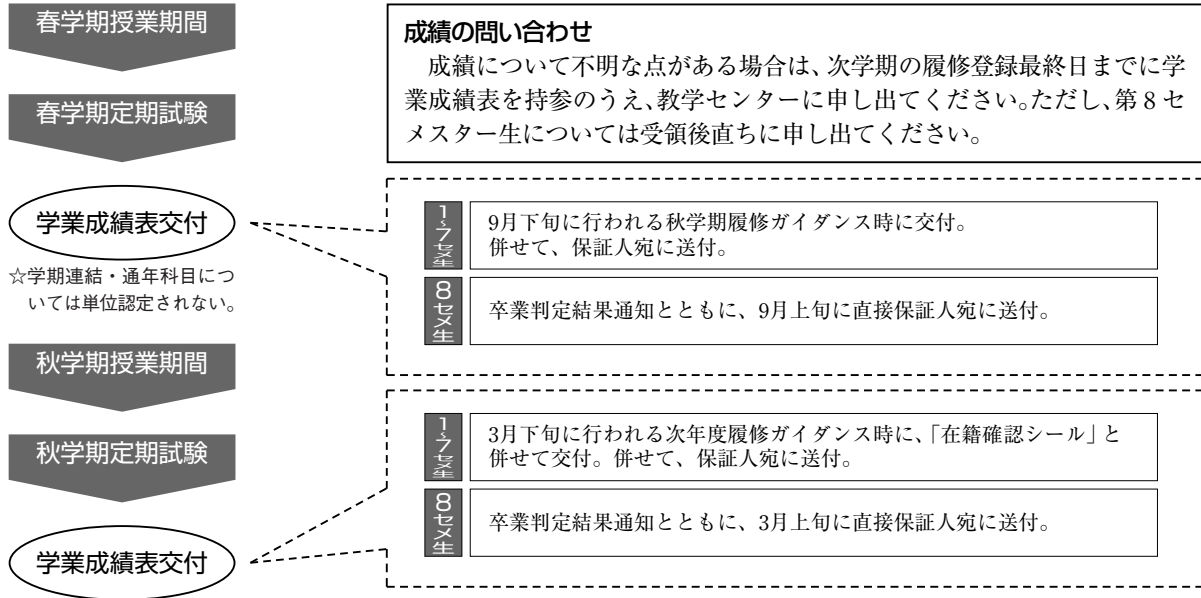 春学期授業期間
春学期定期試験
学業成績表交付
☆学期連結・通年科目につ
いては単位認定されない。
秋学期授業期間
秋学期定期試験
学業成績表交付
成績の問い合わせ
成績について不明な点がある場合は、次学期の履修登録最終日までに学
業成績表を持参のうえ、教学センターに申し出てください。ただし、第8セ
メスター生については受領後直ちに申し出てください。
1~7セメ生
9月下旬に行われる秋学期履修ガイダンス時に交付。
併せて、保証人宛に送付。
8セメ生
卒業判定結果通知とともに、9月上旬に直接保証人宛に送付。
1~7セメ生
3月下旬に行われる次年度履修ガイダンス時に、「在籍確認シール」と
併せて交付。併せて、保証人宛に送付。
8セメ生
卒業判定結果通知とともに、3月上旬に直接保証人宛に送付。